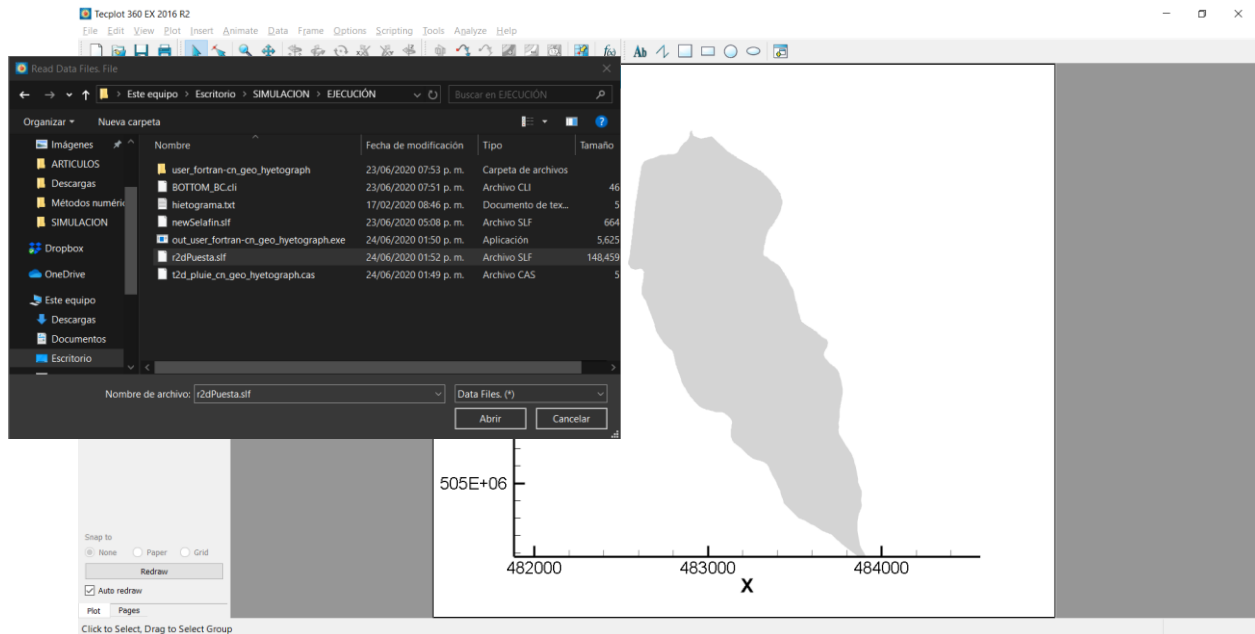 Tecplot 360 EX 2016 R2
File Edit View Plot Insert Animate Data Frame Options Scripting Tools Analyze Help
Read Data Files. File
Este equipo > Escritorio > SIMULACION > EJECUCIÓN
Buscar en EJECUCIÓN
Organizar
Nueva carpeta
Imágenes
ARTICULOS
Descargas
Métodos numéri
SIMULACION
Dropbox
OneDrive
Este equipo
Descargas
Documentos
Escritorio
Nombre Fecha de modificación Tipo Tamaño
user_fortran-cn_geo_hyetograph 23/06/2020 07:53 p. m. Carpeta de archivos
BOTTOM_BC.cli 23/06/2020 07:51 p. m. Archivo CLI 46
hietograma.txt 17/02/2020 08:46 p. m. Documento de tex... 5
newSelafin.slf 23/06/2020 05:08 p. m. Archivo SLF 664
out_user_fortran-cn_geo_hyetograph.exe 24/06/2020 01:50 p. m. Aplicación 5,625
r2dPuesta.slf 24/06/2020 01:52 p. m. Archivo SLF 148,459
t2d_pluie_cn_geo_hyetograph.cas 24/06/2020 01:49 p. m. Archivo CAS 5
Nombre de archivo: r2dPuesta.slf
Data Files. (*)
Abrir Cancelar
505E+06
482000 483000 484000
X
Snap to
None Paper Grid
Redraw
Auto redraw
Plot Pages
Click to Select, Drag to Select Group